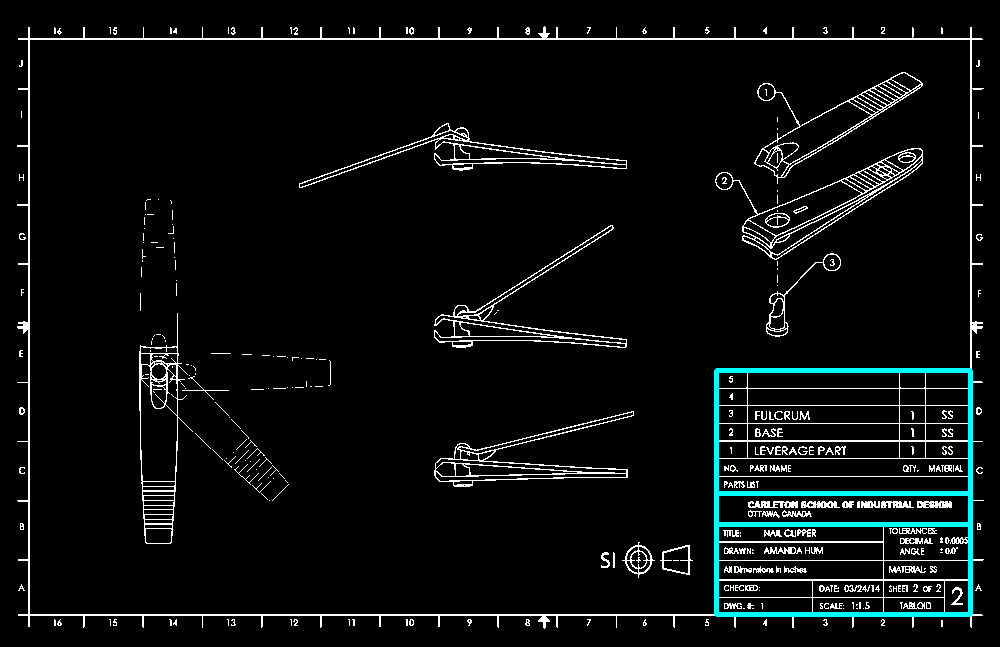 16 15 14 13 12 11 10 9 8 7 6 5 4 3 2 1
J J
I I
H H
G G
F F
E E
D D
C C
B B
A A
1
2
3
5
4
3 FULCRUM 1 SS
2 BASE 1 SS
1 LEVERAGE PART 1 SS
NO. PART NAME QTY. MATERIAL
PARTS LIST
CARLETON SCHOOL OF INDUSTRIAL DESIGN
OTTAWA, CANADA
TITLE: NAIL CLIPPER
TOLERANCES:
DECIMAL ±0.0005
DRAWN: AMANDA HUM
ANGLE ±0.0°
All Dimensions in Inches
MATERIAL: SS
CHECKED: DATE: 03/24/14 SHEET 2 OF 2
DWG. #: 1 SCALE: 1:1.5 TABLOID
2
SI
16 15 14 13 12 11 10 9 8 7 6 5 4 3 2 1